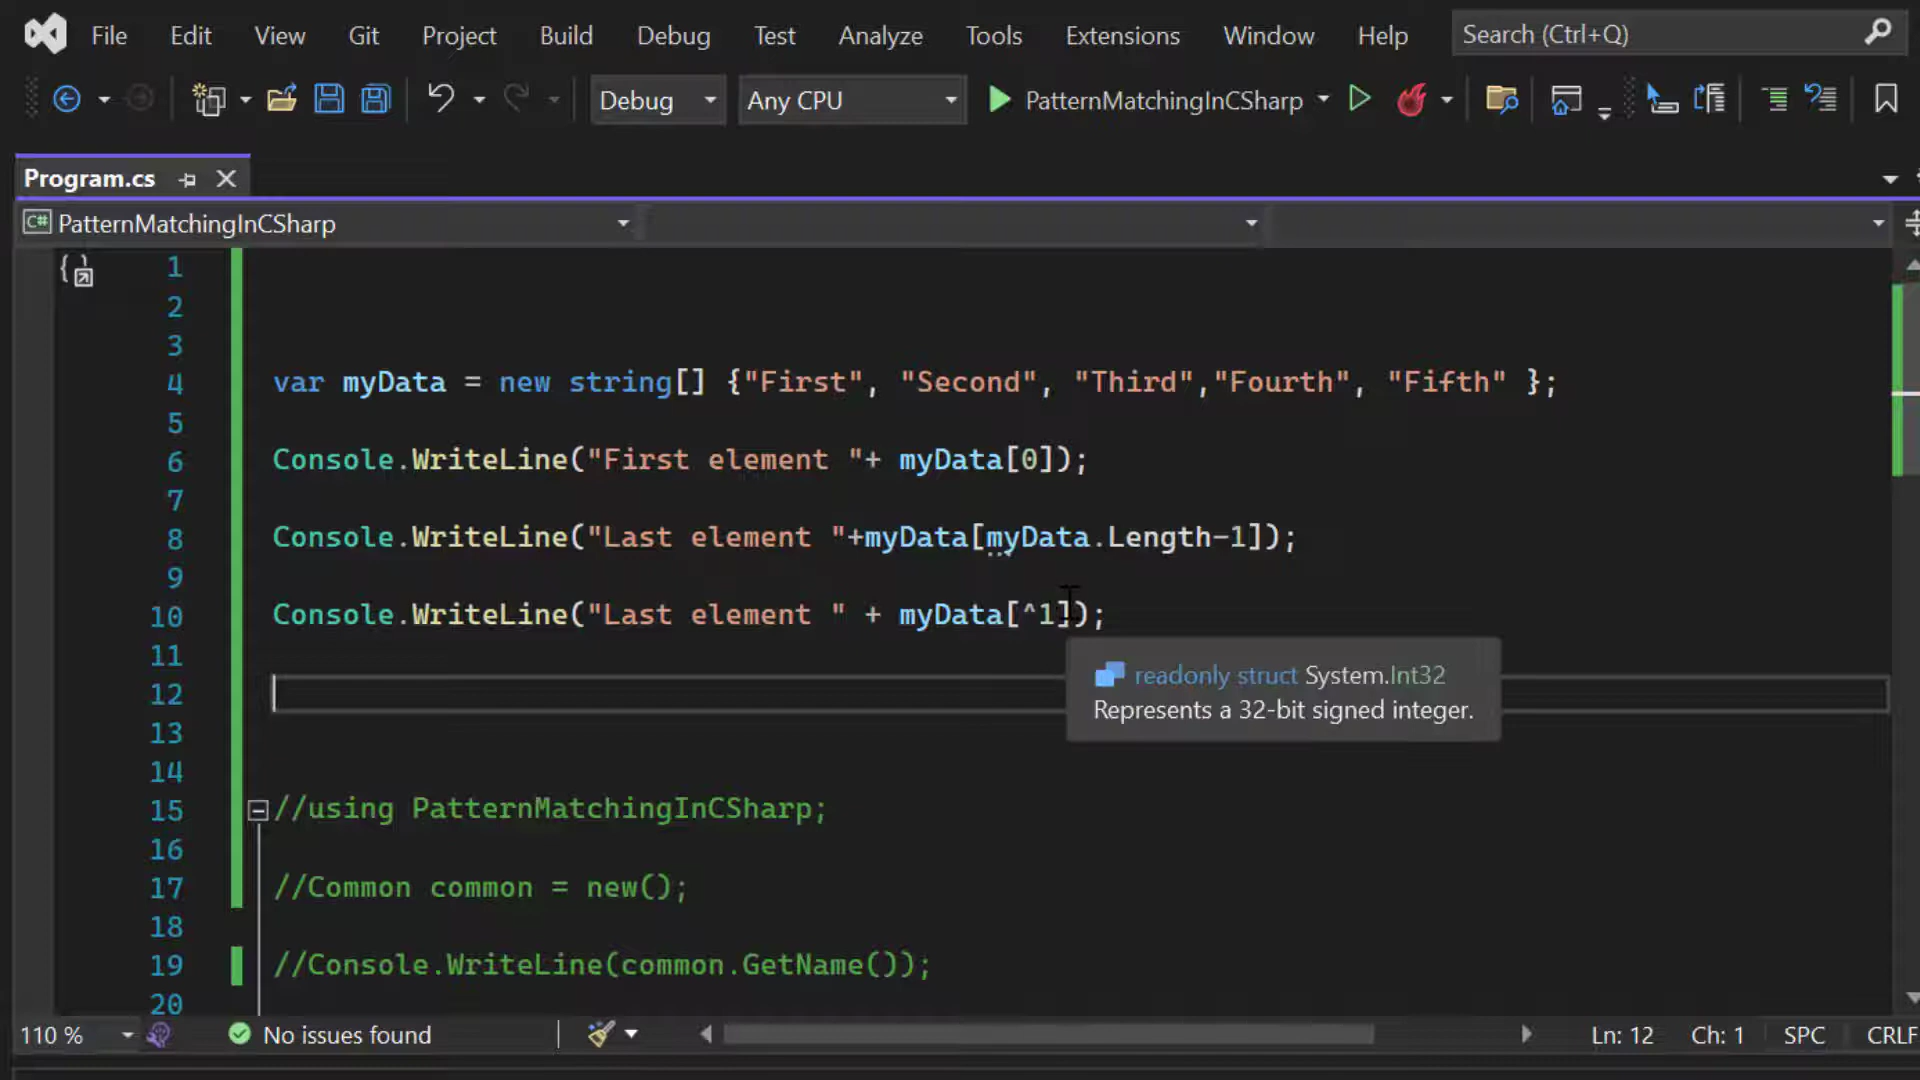 File Edit View Git Project Build Debug Test Analyze Tools Extensions Window Help Search (Ctrl+Q)
Debug Any CPU PatternMatchingInCSharp
Program.cs
C# PatternMatchingInCSharp
1
2
3
4 var myData = new string[] {"First", "Second", "Third","Fourth", "Fifth" };
5
6 Console.WriteLine("First element "+ myData[0]);
7
8 Console.WriteLine("Last element "+myData[myData.Length-1]);
9
10 Console.WriteLine("Last element " + myData[^1]);
11
readonly struct System.Int32
12
Represents a 32-bit signed integer.
13
14
15 //using PatternMatchingInCSharp;
16
17 //Common common = new();
18
19 //Console.WriteLine(common.GetName());
20
110 % No issues found Ln: 12 Ch: 1 SPC CRLF